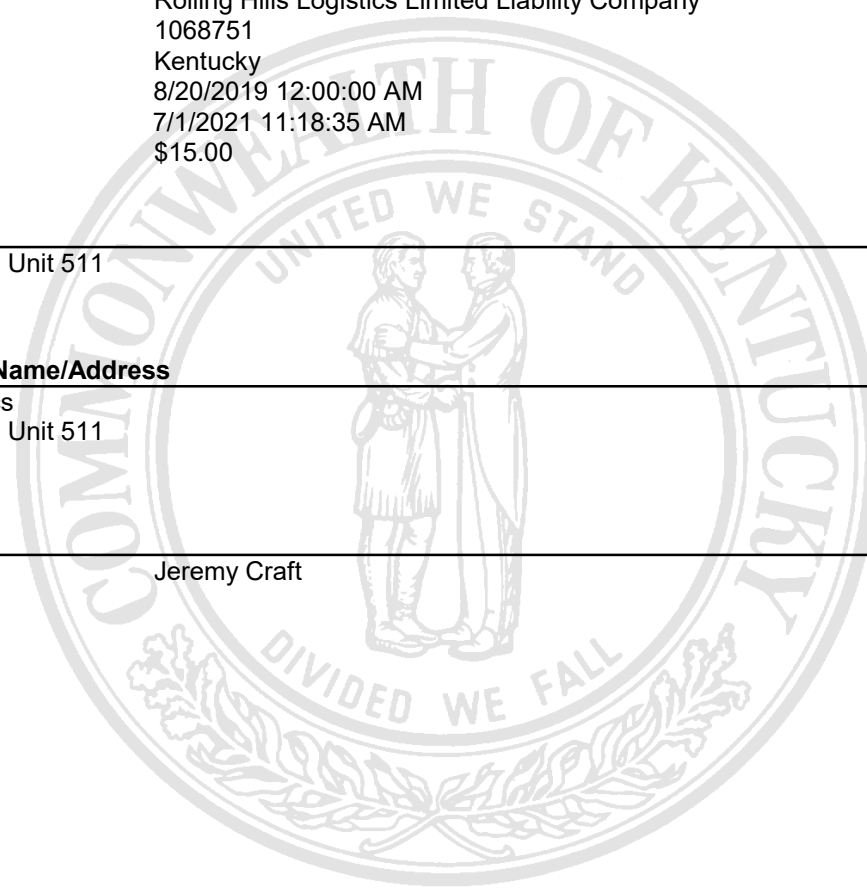 Rolling Hills Logistics Limited Liability Company
1068751
Kentucky
8/20/2019 12:00:00 AM
7/1/2021 11:18:35 AM
$15.00
COMMONWEALTH OF KENTUCKY
UNITED WE STAND
Unit 511
Name/Address
s
Unit 511
Jeremy Craft
DIVIDED WE FALL